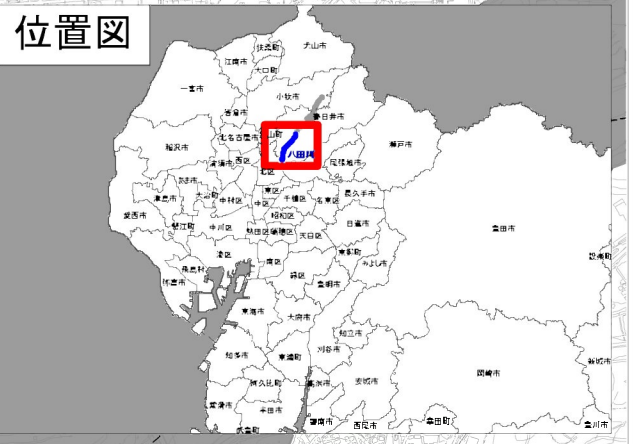 位置図
扶桑町
犬山市
江南市
大口町
一宮市
小牧市
岩倉市
春日井市
北名古屋市
山町
八田川
瀬戸市
稲沢市
清須市
西区
北区
尾張旭市
あま市
津島市
大治町
中村区
中区
東区
千種区
名東区
長久手市
愛西市
蟹江町
中川区
熱田区
瑞穂区
昭和区
天白区
日進市
豊田市
設楽町
飛島村
港区
南区
緑区
東郷町
みよし市
弥富市
豊明市
東海市
大府市
知立市
刈谷市
知多市
東浦町
岡崎市
新城市
阿久比町
高浜市
安城市
常滑市
半田市
碧南市
西尾市
幸田町
豊川市
武豊町